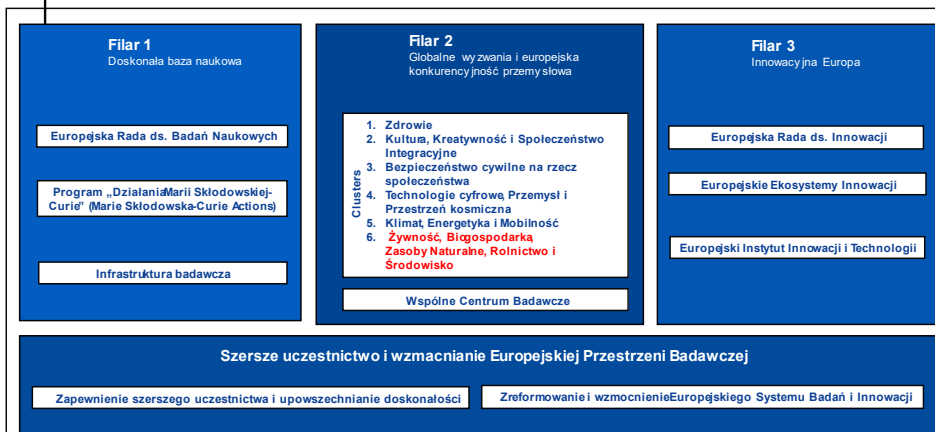 Filar 1
Doskonała baza naukowa
Europejska Rada ds. Badań Naukowych
Program „DziałaniaMarii Skłodowskiej-
Curie” (Marie Skłodowska-Curie Actions)
Infrastruktura badawcza
Filar 2
Globalne wyzwania i europejska
konkurencyjność przemysłowa
Clusters
1. Zdrowie
2. Kultura, Kreatywność i Społeczeństwo
Integracyjne
3. Bezpieczeństwo cywilne na rzecz
społeczeństwa
4. Technologie cyfrowe, Przemysł i
Przestrzeń kosmiczna
5. Klimat, Energetyka i Mobilność
6. Żywność, Biogospodarka,
Zasoby Naturalne, Rolnictwo i
Środowisko
Wspólne Centrum Badawcze
Filar 3
Innowacyjna Europa
Europejska Rada ds. Innowacji
Europejskie Ekosystemy Innowacji
Europejski Instytut Innowacji i Technologii
Szersze uczestnictwo i wzmacnianie Europejskiej Przestrzeni Badawczej
Zapewnienie szerszego uczestnictwa i upowszechnianie doskonałości
Zreformowanie i wzmocnienieEuropejskiego Systemu Badań i Innowacji